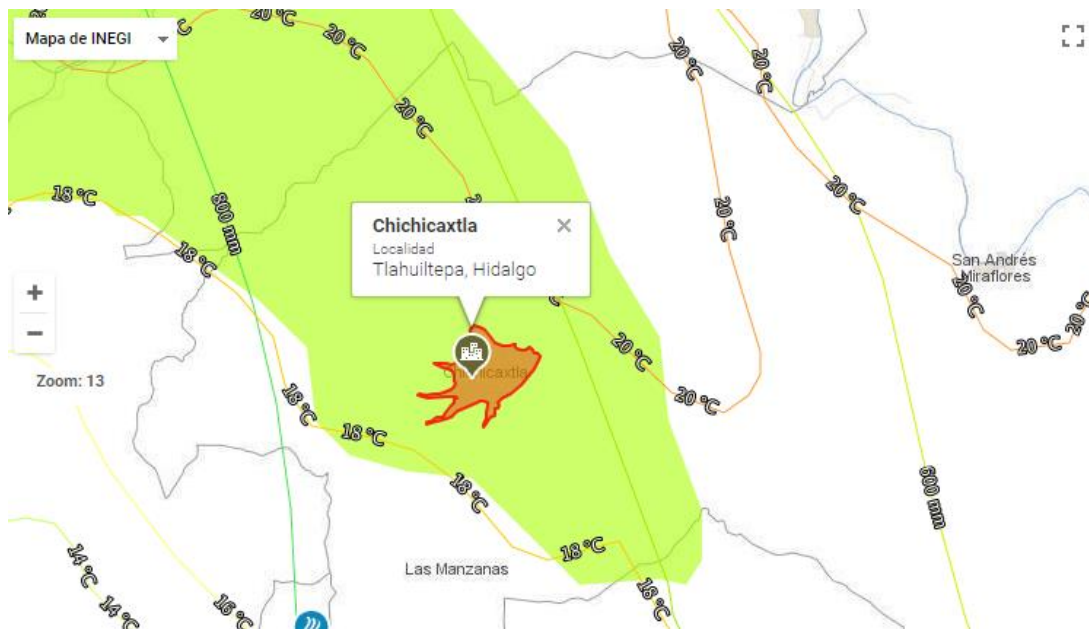 Mapa de INEGI
20 °C
20 °C
20 °C
20 °C
20 °C
20 °C
18 °C
800 mm
18 °C
20 °C
20 °C
Chichicaxtla
Localidad
Tlahuiltepa, Hidalgo
San Andrés
Miraflores
20 °C
20 °C
20 °C
+
−
20 °C
Zoom: 13
Chichicaxtla
18 °C
20 °C
18 °C
18 °C
600 mm
18 °C
14 °C
Las Manzanas
18 °C
14 °C
16 °C